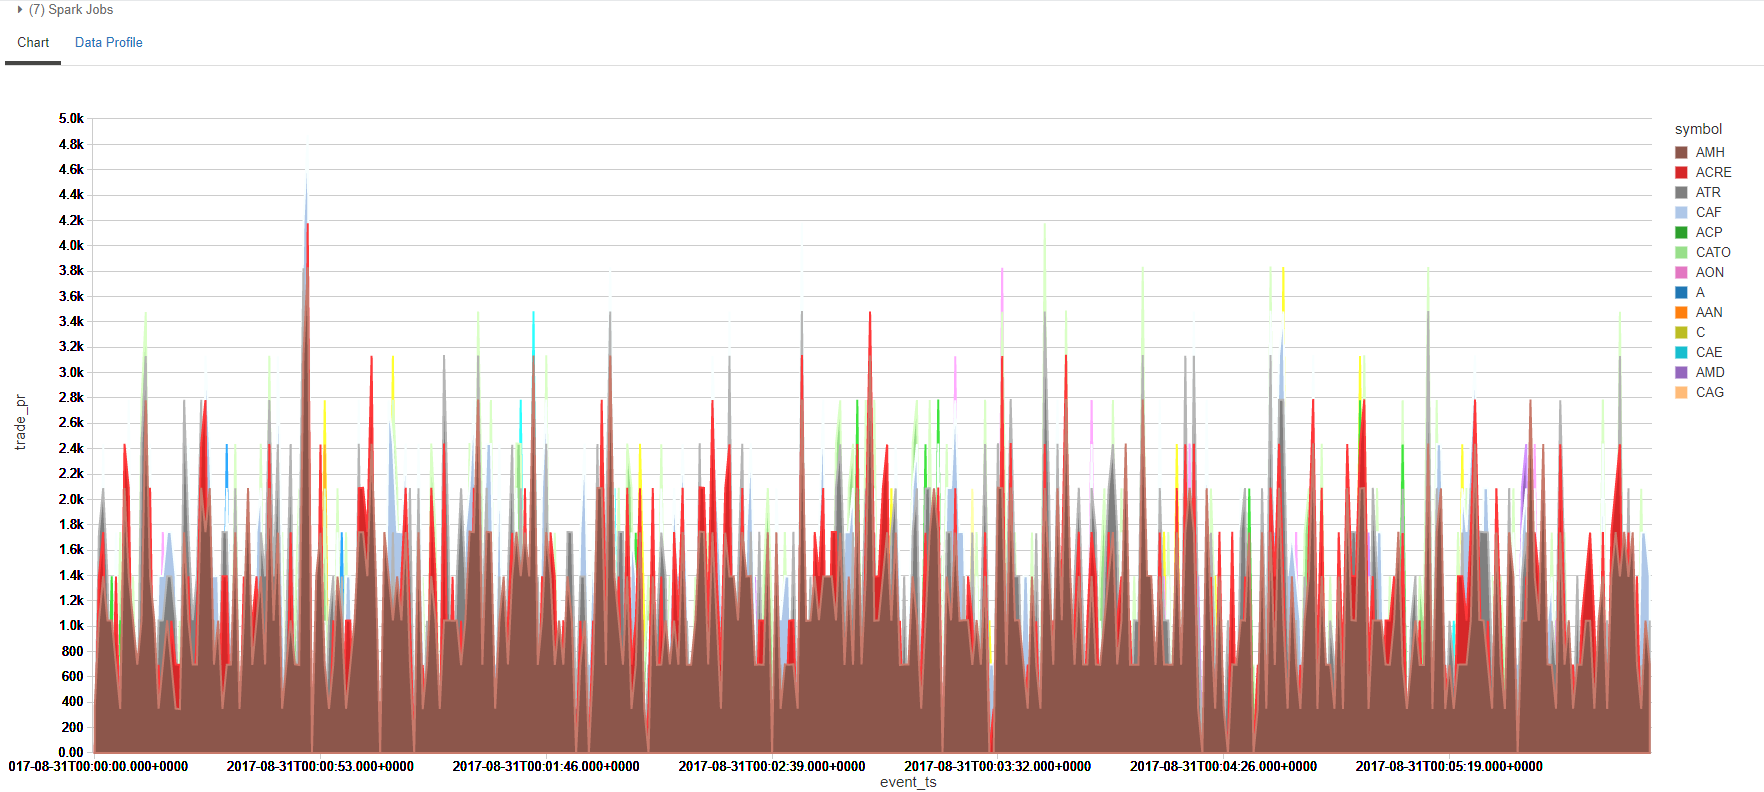 (7) Spark Jobs
Chart Data Profile
5.0k
4.8k
4.6k
4.4k
4.2k
4.0k
3.8k
3.6k
3.4k
3.2k
3.0k
2.8k
2.6k
2.4k
2.2k
2.0k
1.8k
1.6k
1.4k
1.2k
1.0k
800
600
400
200
0.00
trade_pr
017-08-31T00:00:00.000+0000 2017-08-31T00:00:53.000+0000 2017-08-31T00:01:46.000+0000 2017-08-31T00:02:39.000+0000 2017-08-31T00:03:32.000+0000 2017-08-31T00:04:26.000+0000 2017-08-31T00:05:19.000+0000
event_ts
symbol
AMH
ACRE
ATR
CAF
ACP
CATO
AON
A
AAN
C
CAE
AMD
CAG